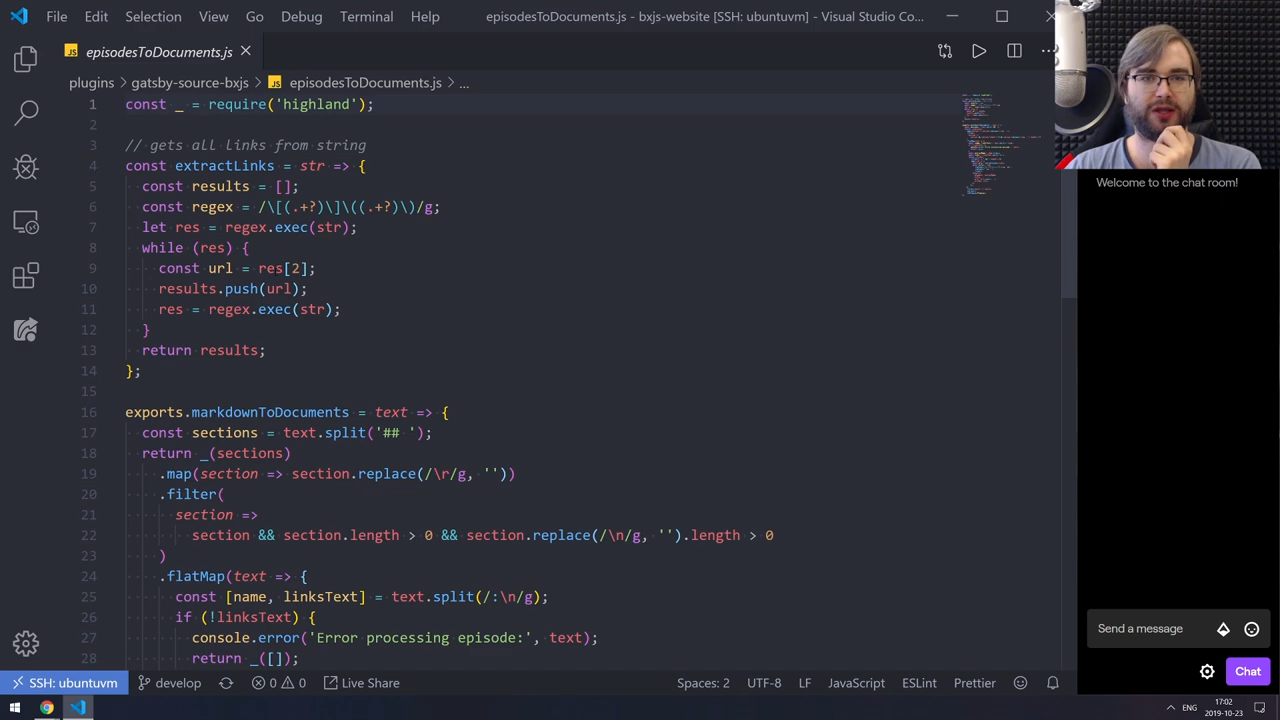 File Edit Selection View Go Debug Terminal Help episodesToDocuments.js - bxjs-website [SSH: ubuntuvm] - Visual Studio Co...
JS episodesToDocuments.js
plugins > gatsby-source-bxjs > JS episodesToDocuments.js > ...
1 const _ = require('highland');
2
3 // gets all links from string
4 const extractLinks = str => {
5 const results = [];
6 const regex = /\[(.+?)\]\((.+?)\)/g;
7 let res = regex.exec(str);
8 while (res) {
9 const url = res[2];
10 results.push(url);
11 res = regex.exec(str);
12 }
13 return results;
14 };
15
16 exports.markdownToDocuments = text => {
17 const sections = text.split('## ');
18 return _(sections)
19 .map(section => section.replace(/\r/g, ''))
20 .filter(
21 section =>
22 section && section.length > 0 && section.replace(/\n/g, '').length > 0
23 )
24 .flatMap(text => {
25 const [name, linksText] = text.split(/:\n/g);
26 if (!linksText) {
27 console.error('Error processing episode:', text);
28 return _([]);
Welcome to the chat room!
Send a message
Chat
SSH: ubuntuvm develop 0 0 Live Share Spaces: 2 UTF-8 LF JavaScript ESLint Prettier
ENG 17:02
2019-10-23